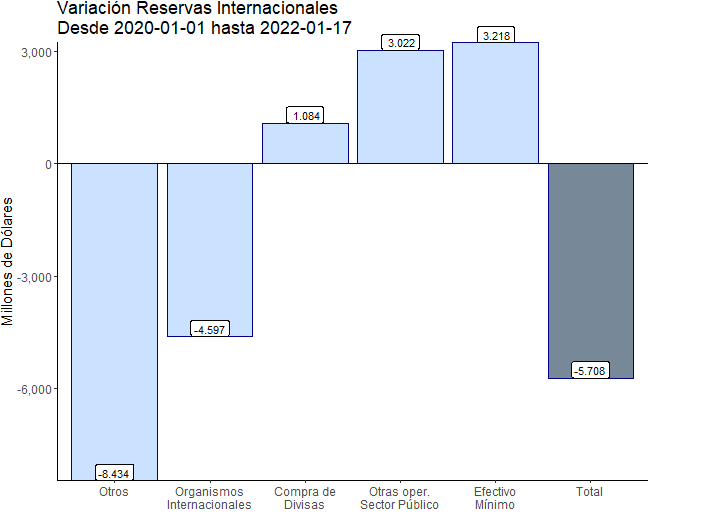 Variación Reservas Internacionales
Desde 2020-01-01 hasta 2022-01-17
Millones de Dólares
3,000
0
-3,000
-6,000
-8.434
-4.597
1.084
3.022
3.218
-5.708
Otros
Organismos
Internacionales
Compra de
Divisas
Otras oper.
Sector Público
Efectivo
Mínimo
Total